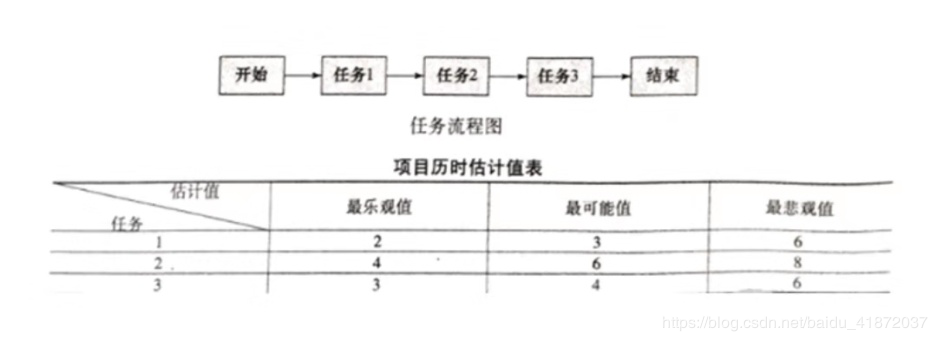 开始 任务1 任务2 任务3 结束
任务流程图
项目历时估计值表
估计值 最乐观值 最可能值 最悲观值
任务
1 2 3 6
2 4 6 8
3 3 4 6
https://blog.csdn.net/baidu_41872037